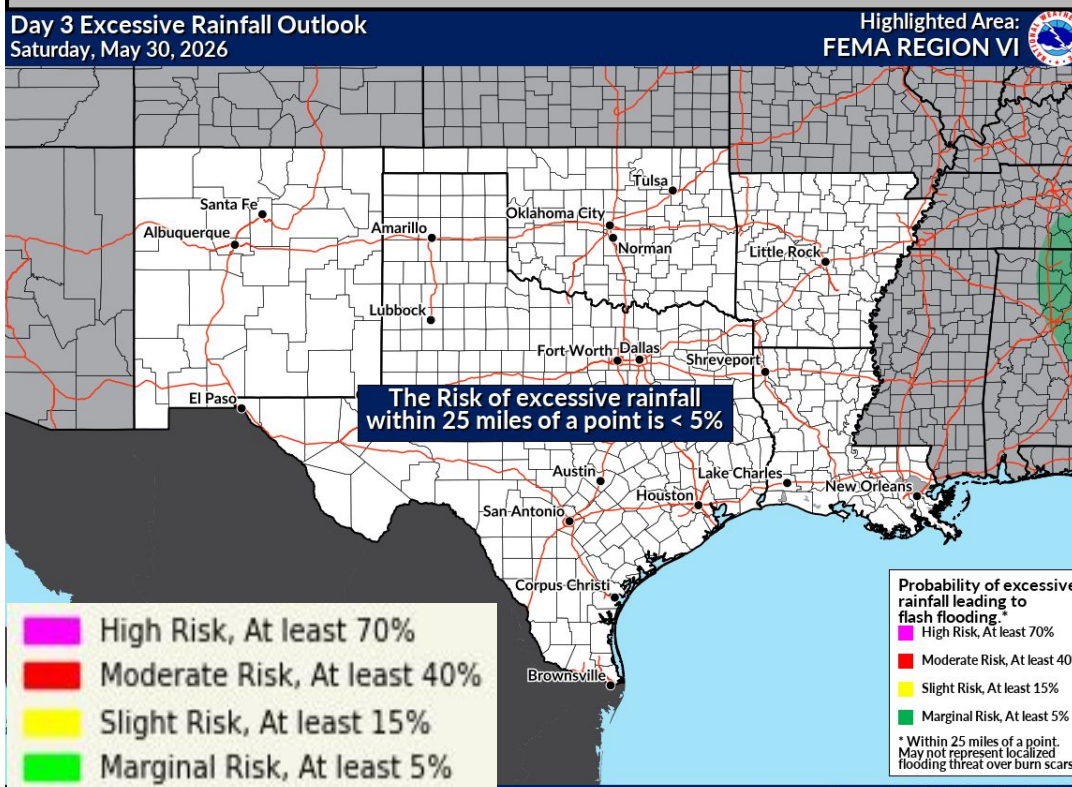 Day 3 Excessive Rainfall Outlook
Saturday, May 30, 2026
Highlighted Area:
FEMA REGION VI
NATIONAL WEATHER
Santa Fe
Albuquerque
Amarillo
Tulsa
Oklahoma City
Norman
Little Rock
Lubbock
Fort Worth
Dallas
Shreveport
El Paso
The Risk of excessive rainfall
within 25 miles of a point is < 5%
Austin
Lake Charles
Houston
New Orleans
San Antonio
Corpus Christi
Brownsville
High Risk, At least 70%
Moderate Risk, At least 40%
Slight Risk, At least 15%
Marginal Risk, At least 5%
Probability of excessive
rainfall leading to
flash flooding.*
High Risk, At least 70%
Moderate Risk, At least 40%
Slight Risk, At least 15%
Marginal Risk, At least 5%
* Within 25 miles of a point.
May not represent localized
flooding threat over burn scars